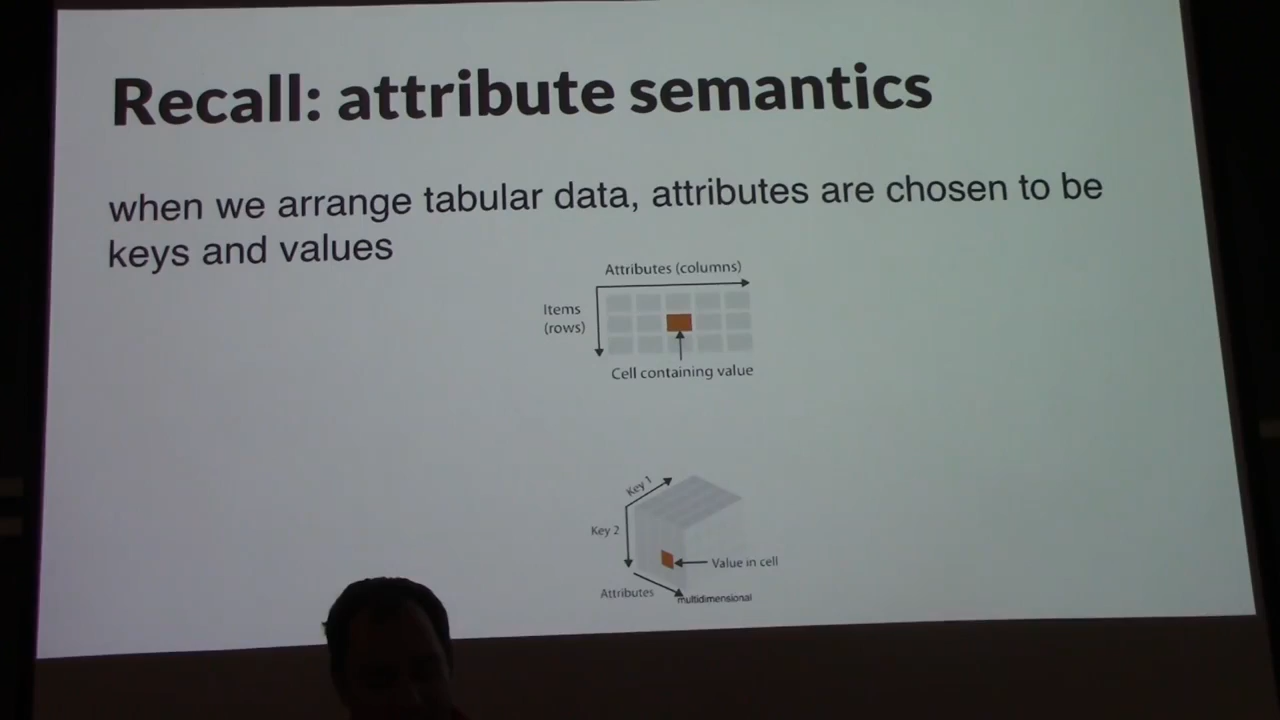 Recall: attribute semantics
when we arrange tabular data, attributes are chosen to be
keys and values
Attributes (columns)
Items
(rows)
Cell containing value
Key 1
Key 2
Value in cell
Attributes
multidimensional